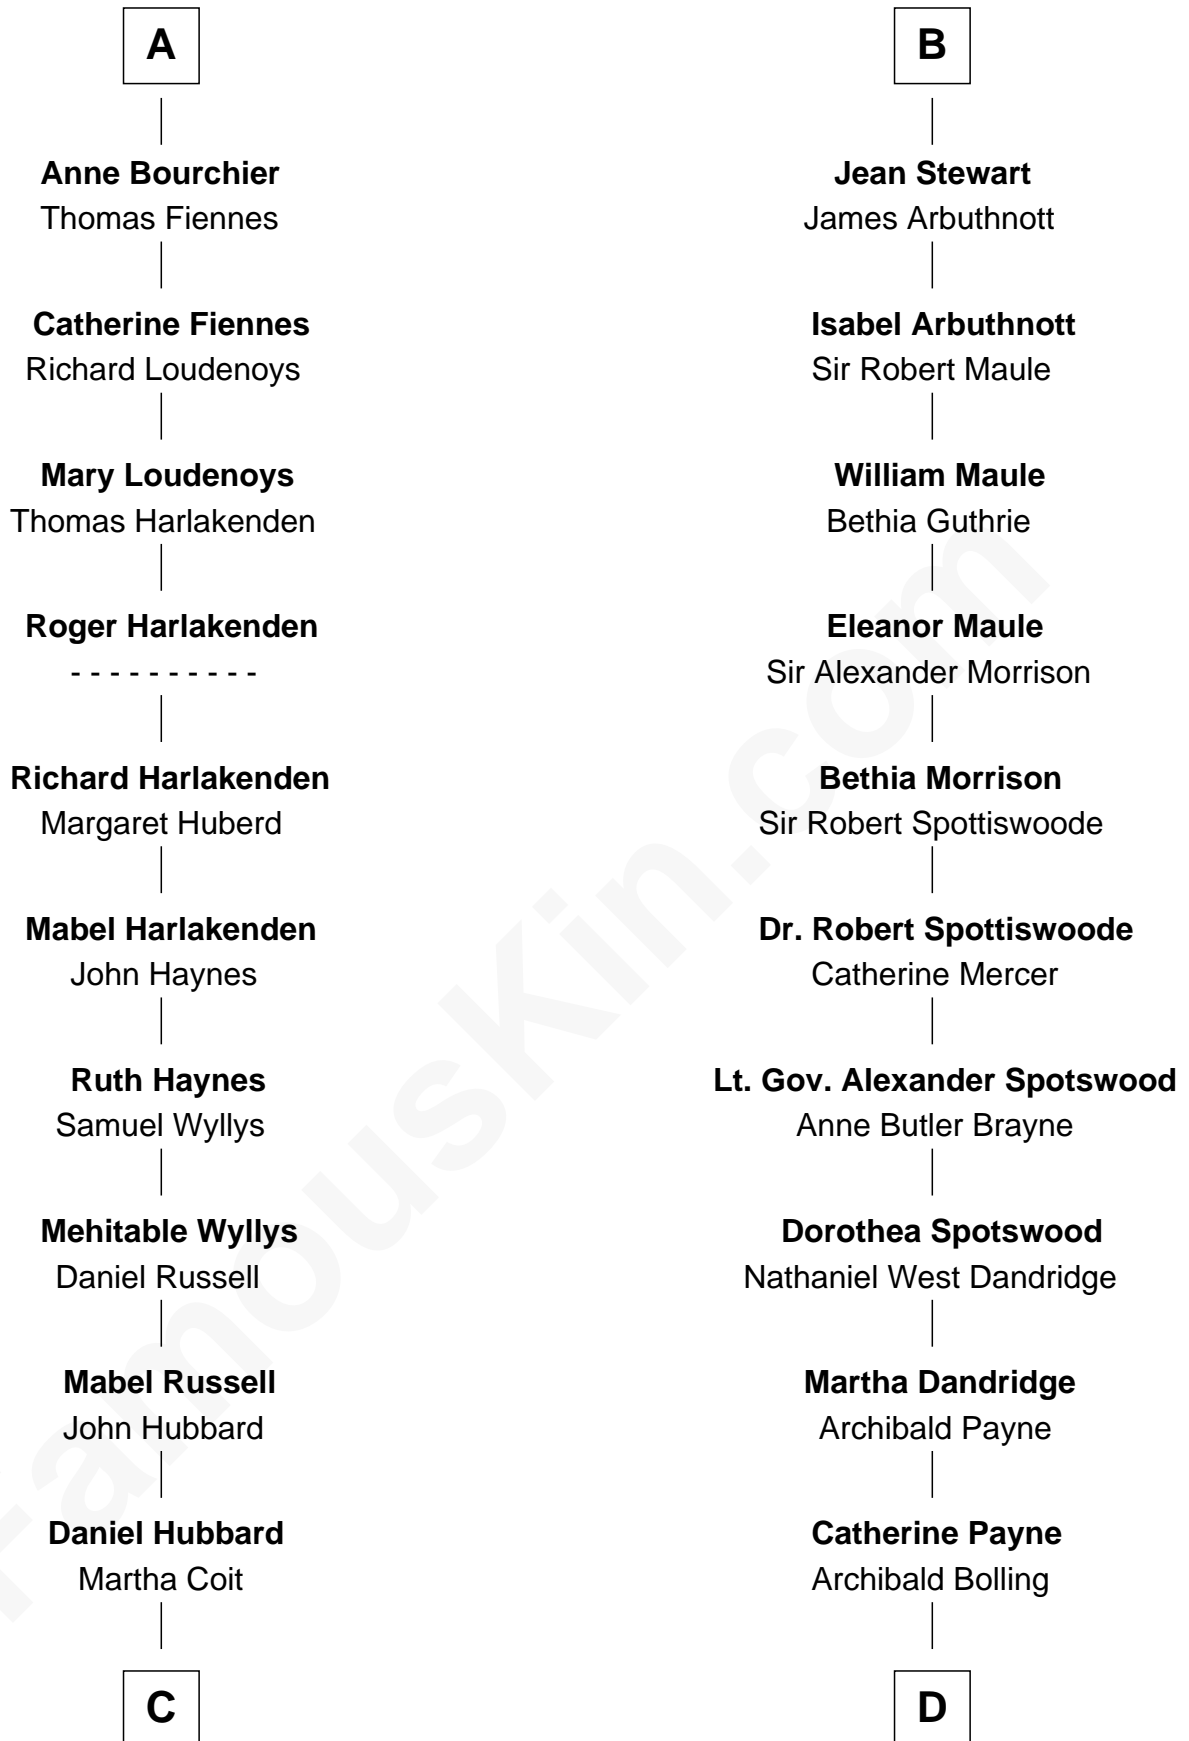 A
Anne Bourchier
Thomas Fiennes
Catherine Fiennes
Richard Loudenoys
Mary Loudenoys
Thomas Harlakenden
Roger Harlakenden
- - - - - - - - - -
Richard Harlakenden
Margaret Huberd
Mabel Harlakenden
John Haynes
Ruth Haynes
Samuel Wyllys
Mehitable Wyllys
Daniel Russell
Mabel Russell
John Hubbard
Daniel Hubbard
Martha Coit
C
B
Jean Stewart
James Arbuthnott
Isabel Arbuthnott
Sir Robert Maule
William Maule
Bethia Guthrie
Eleanor Maule
Sir Alexander Morrison
Bethia Morrison
Sir Robert Spottiswoode
Dr. Robert Spottiswoode
Catherine Mercer
Lt. Gov. Alexander Spotswood
Anne Butler Brayne
Dorothea Spotswood
Nathaniel West Dandridge
Martha Dandridge
Archibald Payne
Catherine Payne
Archibald Bolling
D
FamousKin.com